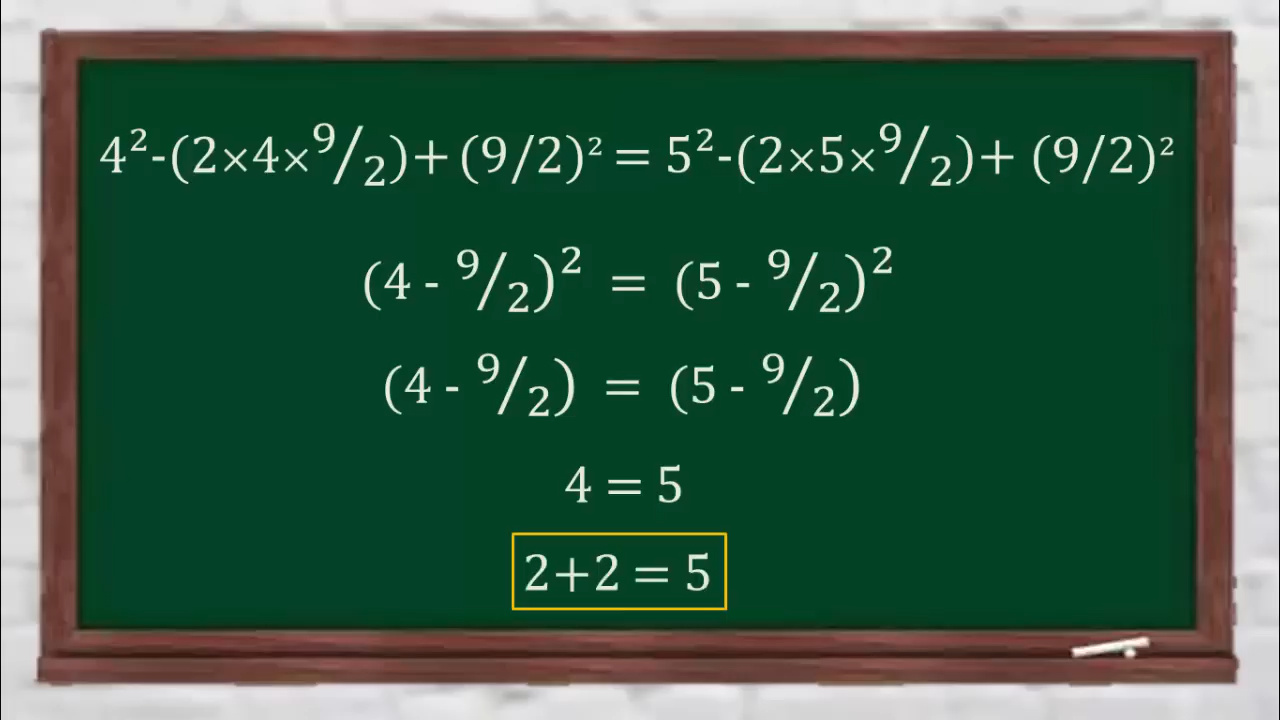 4²-(2×4×⁹/₂)+(9/2)² = 5²-(2×5×⁹/₂)+ (9/2)²
(4 - ⁹/₂)² = (5 - ⁹/₂)²
(4 - ⁹/₂) = (5 - ⁹/₂)
4 = 5
2+2 = 5